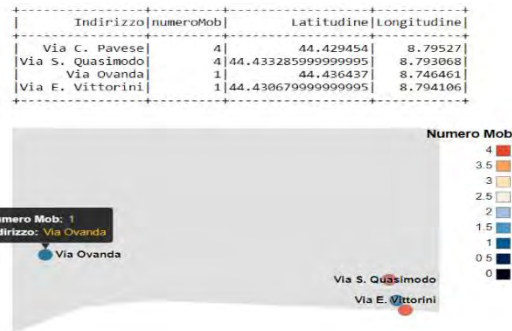 +-----------------+---------+------------------+-----------+
|        Indirizzo|numeroMob|       Latitudine|Longitudine|
+-----------------+---------+------------------+-----------+
|    Via C. Pavese|        4|         44.429454|    8.79527|
|Via S. Quasimodo|        4|44.433285999999995|   8.793068|
|       Via Ovanda|        1|         44.436437|   8.746461|
|Via E. Vittorini|        1|44.430679999999995|   8.794106|
+-----------------+---------+------------------+-----------+
Numero Mob
4
3.5
3
2.5
2
1.5
1
0.5
0
umero Mob: 1
dirizzo: Via Ovanda
Via Ovanda
Via S. Quasimodo
Via E. Vittorini